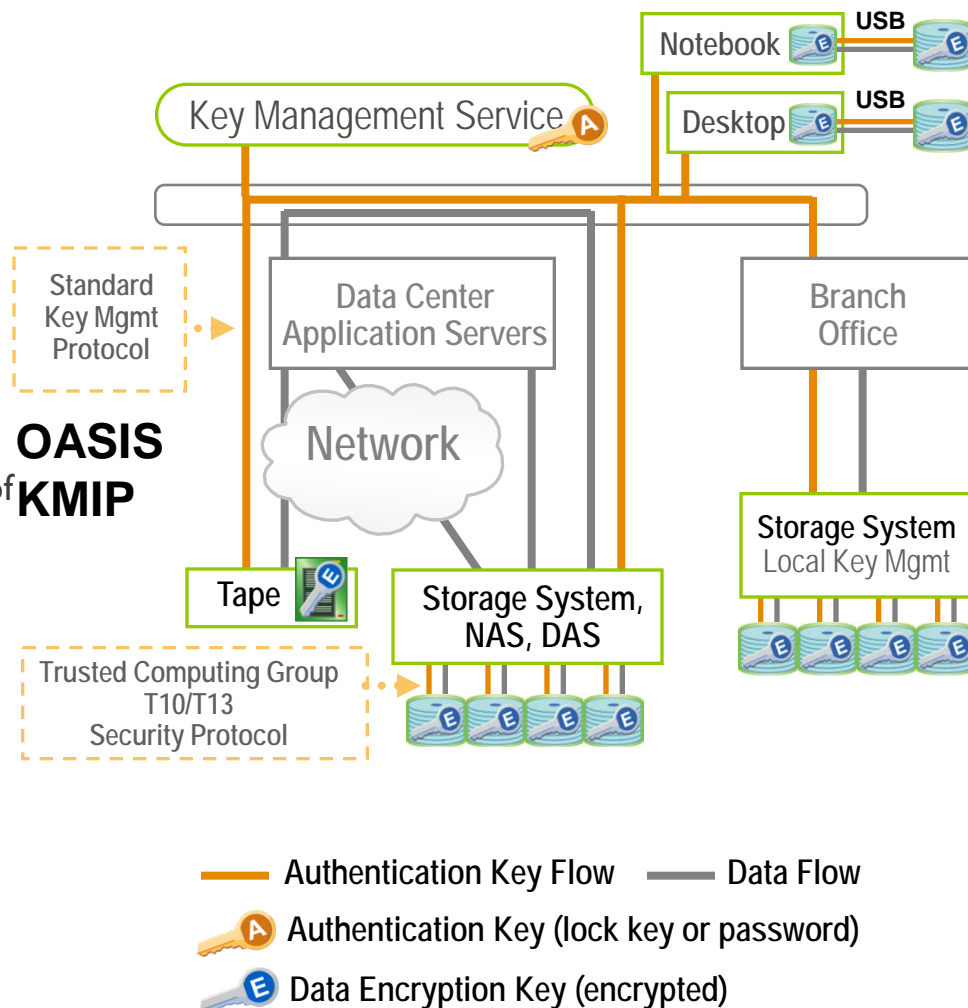 USB
Notebook
Key Management Service
A
USB
Desktop
E
E
E
E
Standard
Key Mgmt
Protocol
Data Center
Application Servers
Branch
Office
OASIS
of KMIP
Network
Storage System
Local Key Mgmt
Tape
E
Storage System,
NAS, DAS
E
E
E
E
Trusted Computing Group
T10/T13
Security Protocol
E
E
E
E
Authentication Key Flow
Data Flow
A
Authentication Key (lock key or password)
E
Data Encryption Key (encrypted)